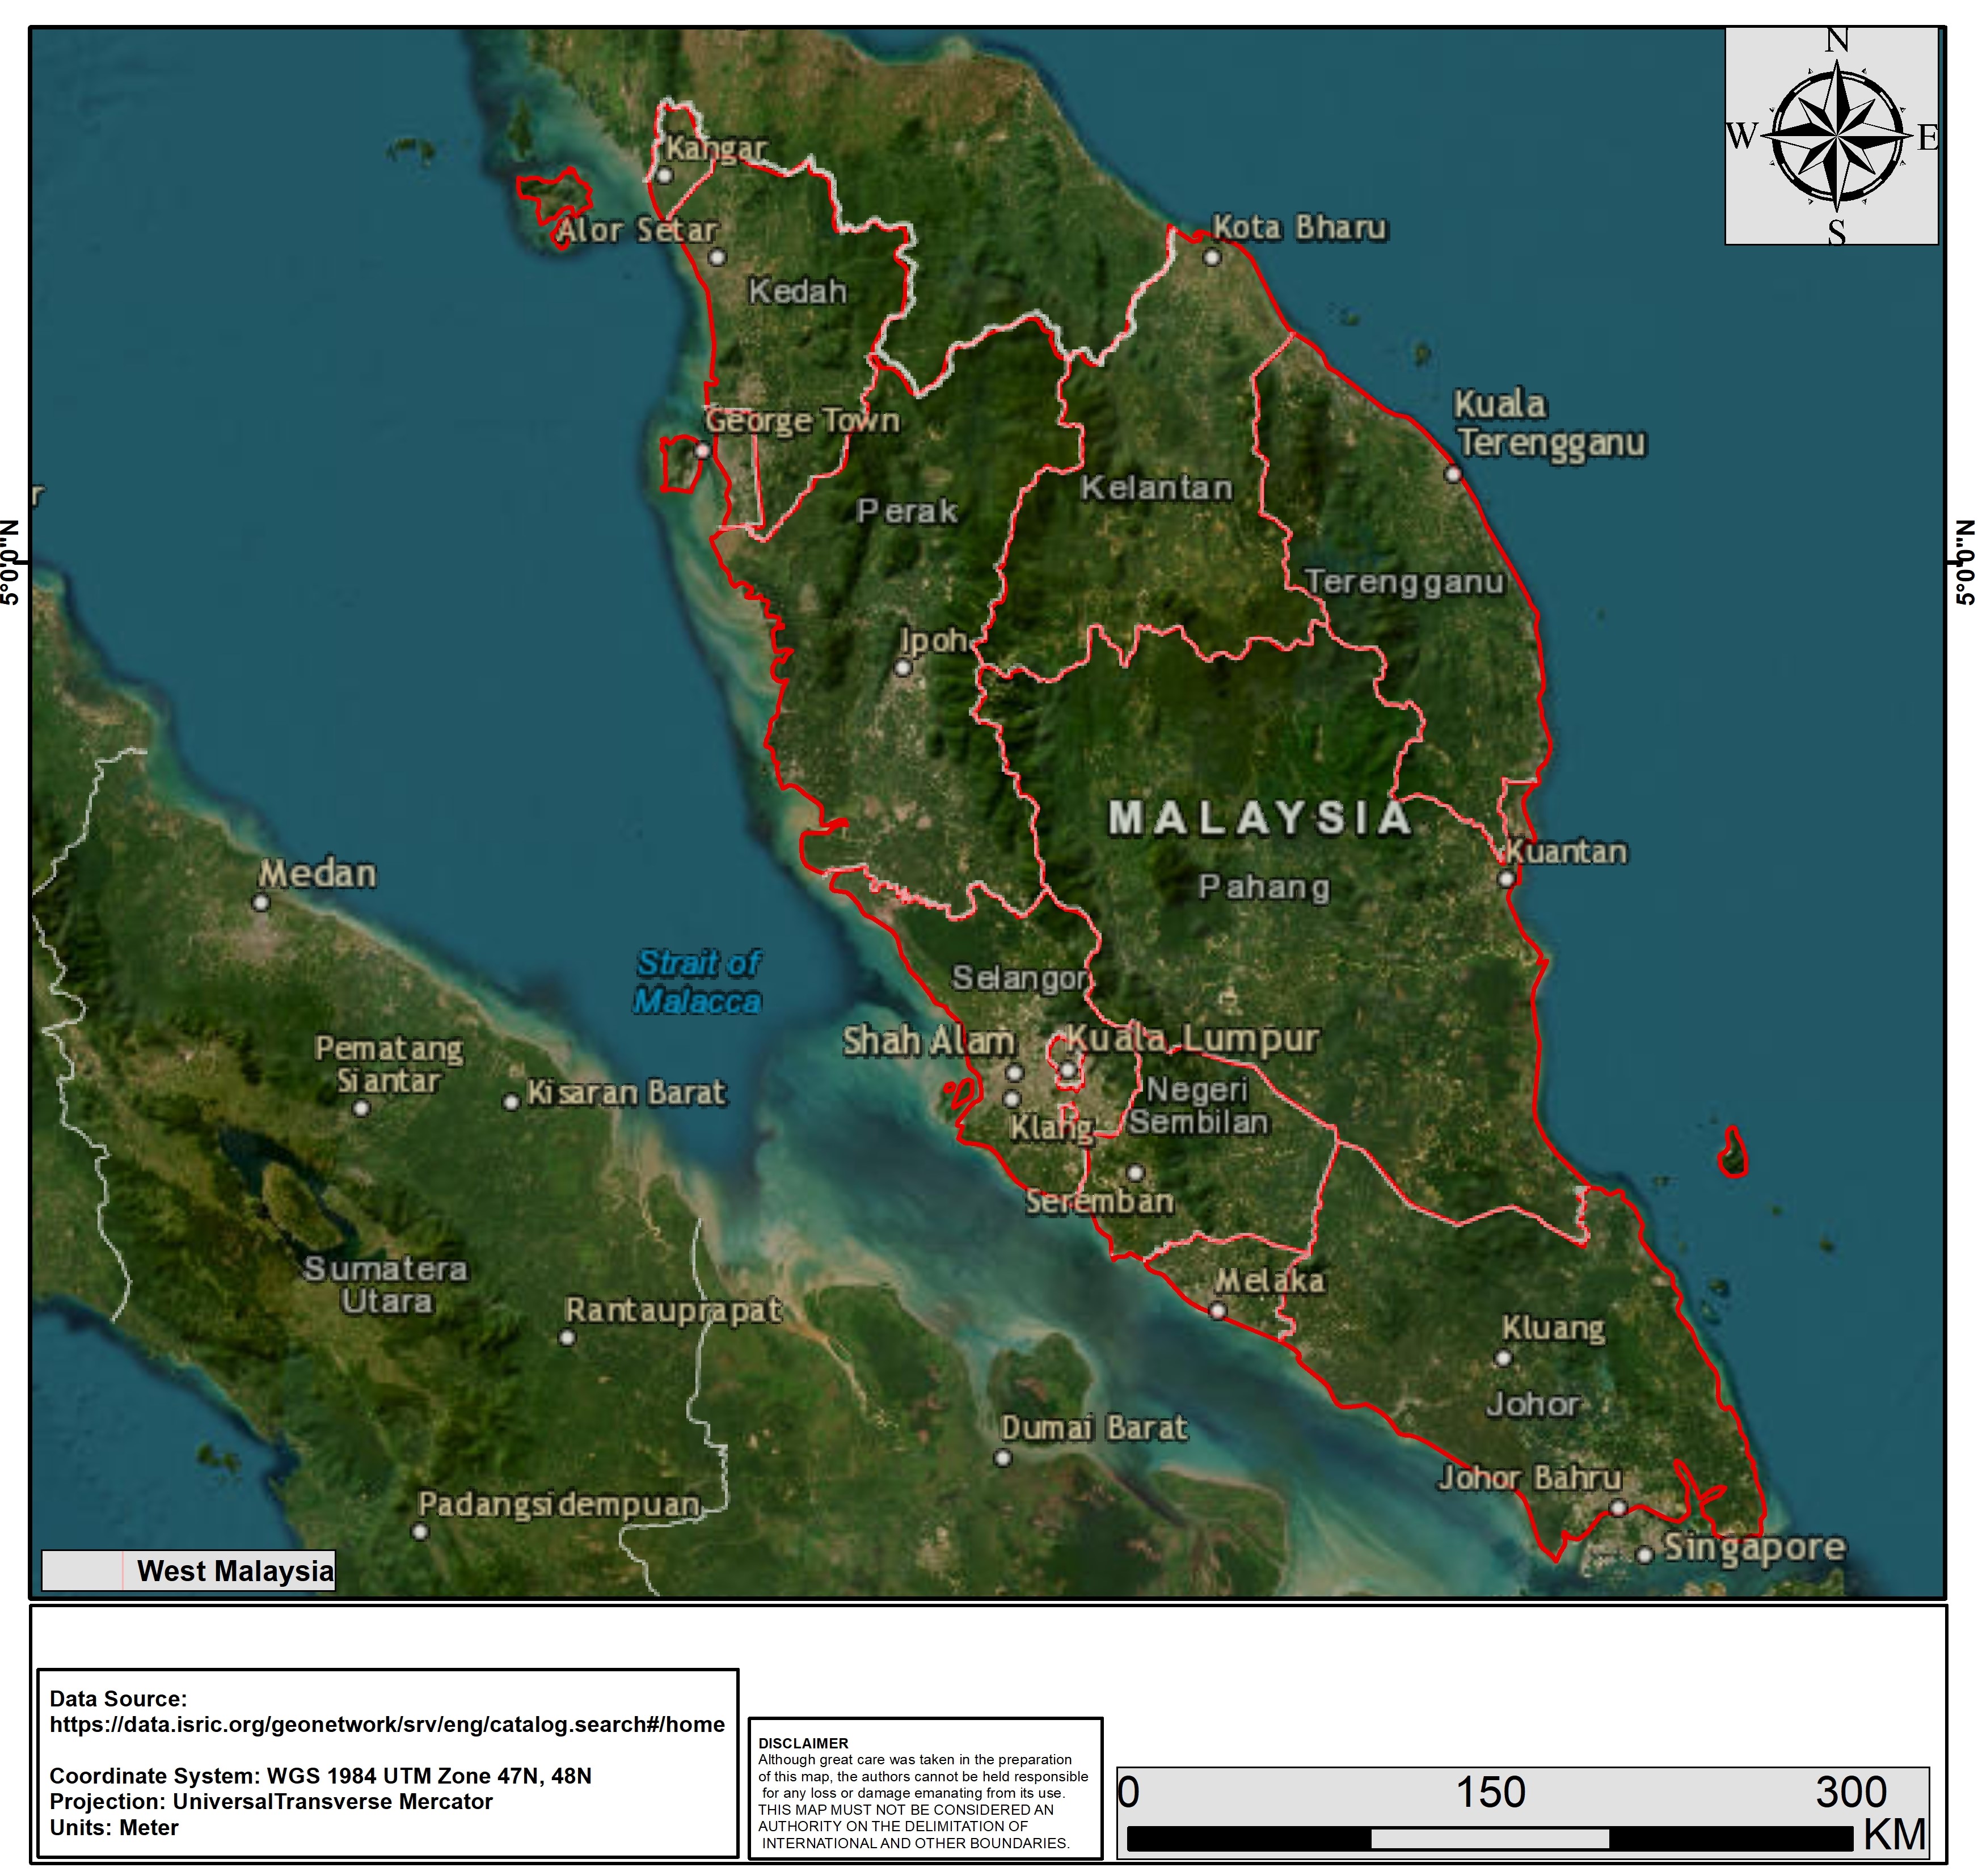 N
W
E
S
Kangar
Alor Setar
Kota Bharu
Kedah
Kuala
Terengganu
George Town
Kelantan
Perak
r
5°0'0"N
5°0'0"N
Terengganu
Ipoh
MALAYSIA
Kuantan
Medan
Pahang
Strait of
Malacca
Selangor
Shah Alam
Kuala Lumpur
Pematang
Siantar
Kisaran Barat
Negeri
Sembilan
Klang
Seremban
Sumatera
Utara
Melaka
Rantauprapat
Kluang
Johor
Dumai Barat
Johor Bahru
Padangsidempuan
Singapore
West Malaysia
Data Source:
https://data.isric.org/geonetwork/srv/eng/catalog.search#/home
Coordinate System: WGS 1984 UTM Zone 47N, 48N
Projection: UniversalTransverse Mercator
Units: Meter
DISCLAIMER
Although great care was taken in the preparation
of this map, the authors cannot be held responsible
for any loss or damage emanating from its use.
THIS MAP MUST NOT BE CONSIDERED AN
AUTHORITY ON THE DELIMITATION OF
INTERNATIONAL AND OTHER BOUNDARIES.
0 150 300
KM